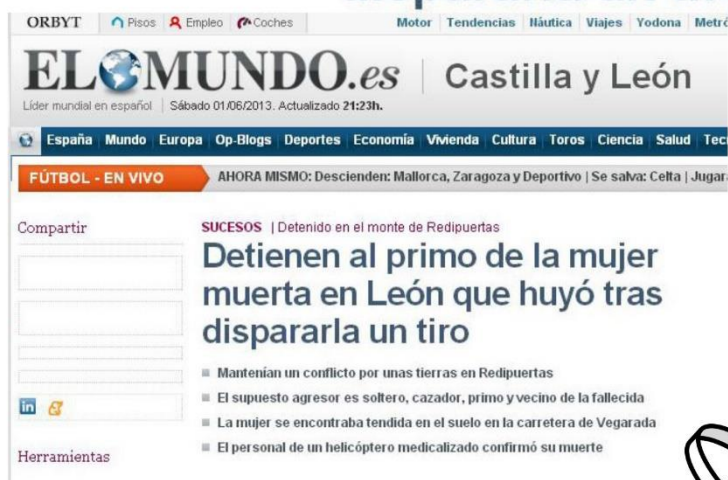 ORBYT Pisos Empleo Coches Motor Tendencias Náutica Viajes Yodona
EL MUNDO.es Castilla y León
Líder mundial en español Sábado 01/06/2013. Actualizado 21:23h.
España Mundo Europa Op-Blogs Deportes Economía Vivienda Cultura Toros Ciencia Salud
FÚTBOL - EN VIVO AHORA MISMO: Descienden: Mallorca, Zaragoza y Deportivo | Se salva: Celta |
Compartir
SUCESOS | Detenido en el monte de Redipuertas
Detienen al primo de la mujer
muerta en León que huyó tras
dispararla un tiro
Mantenían un conflicto por unas tierras en Redipuertas
El supuesto agresor es soltero, cazador, primo y vecino de la fallecida
La mujer se encontraba tendida en el suelo en la carretera de Vegarada
El personal de un helicóptero medicalizado confirmó su muerte
in
Herramientas